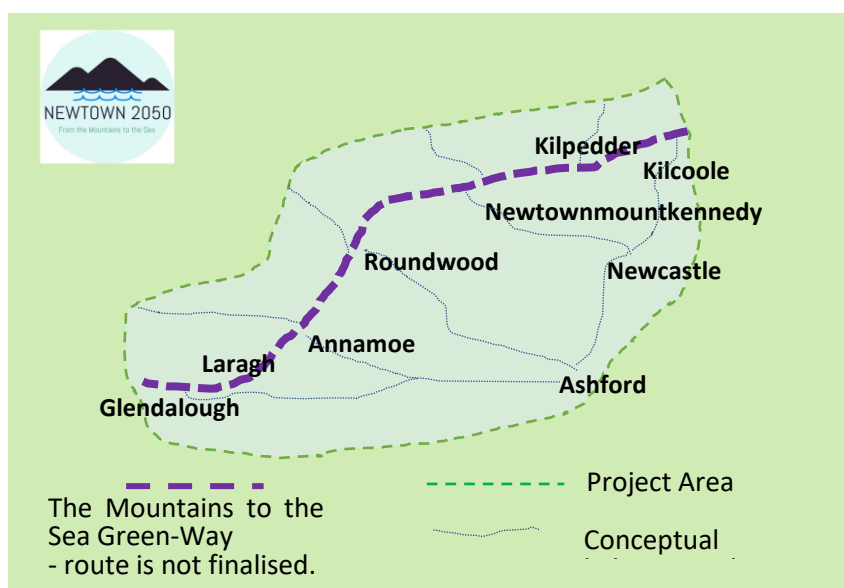 NEWTOWN 2050
From the Mountains to the Sea
Kilpedder
Kilcoole
Newtownmountkennedy
Roundwood
Newcastle
Annamoe
Laragh
Ashford
Glendalough
The Mountains to the
Sea Green-Way
- route is not finalised.
Project Area
Conceptual